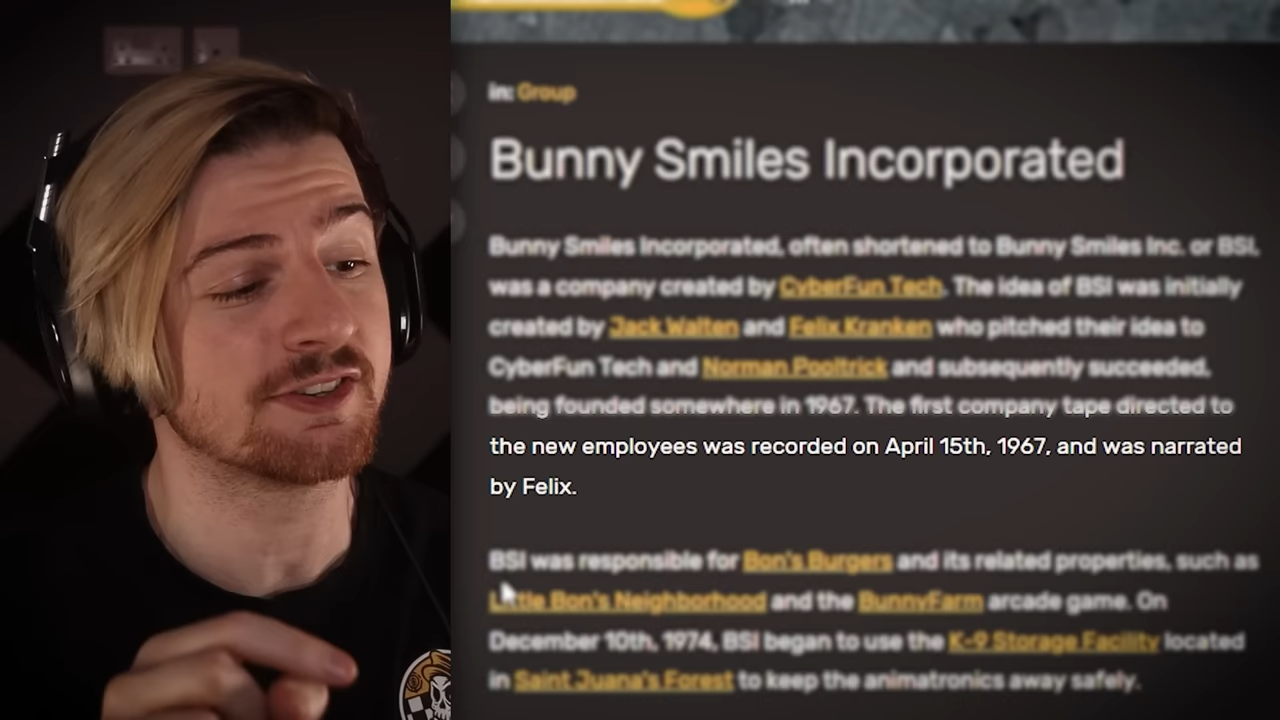 in: Group
Bunny Smiles Incorporated
Bunny Smiles Incorporated, often shortened to Bunny Smiles Inc. or BSI,
was a company created by CyberFun Tech. The idea of BSI was initially
created by Jack Walten and Felix Kranken who pitched their idea to
CyberFun Tech and Norman Pooltrick and subsequently succeeded,
being founded somewhere in 1967. The first company tape directed to
the new employees was recorded on April 15th, 1967, and was narrated
by Felix.
BSI was responsible for Bon's Burgers and its related properties, such as
Little Bon's Neighborhood and the BunnyFarm arcade game. On
December 10th, 1974, BSI began to use the K-9 Storage Facility located
in Saint Juana's Forest to keep the animatronics away safely.